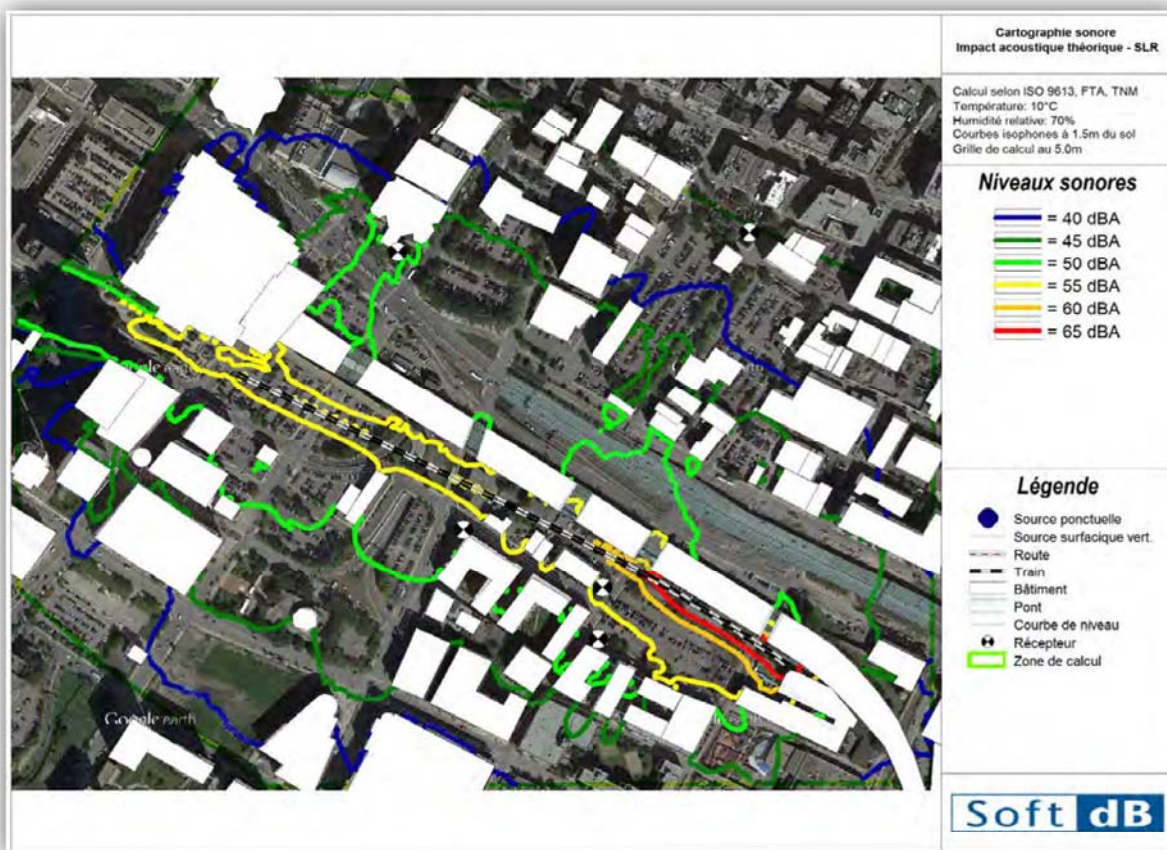 Cartographie sonore
Impact acoustique théorique - SLR
Calcul selon ISO 9613, FTA, TNM
Température: 10°C
Humidité relative: 70%
Courbes isophones à 1.5m du sol
Grille de calcul au 5.0m
Niveaux sonores
= 40 dBA
= 45 dBA
= 50 dBA
= 55 dBA
= 60 dBA
= 65 dBA
Légende
Source ponctuelle
Source surfacique vert.
Route
Train
Bâtiment
Pont
Courbe de niveau
Récepteur
Zone de calcul
Google earth
Soft dB